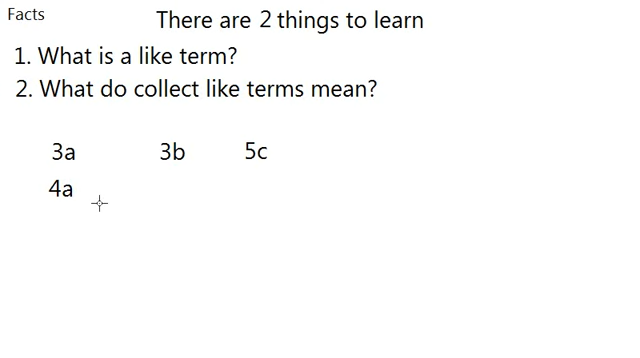 Facts
There are 2 things to learn
1. What is a like term?
2. What do collect like terms mean?
3a 3b 5c
4a